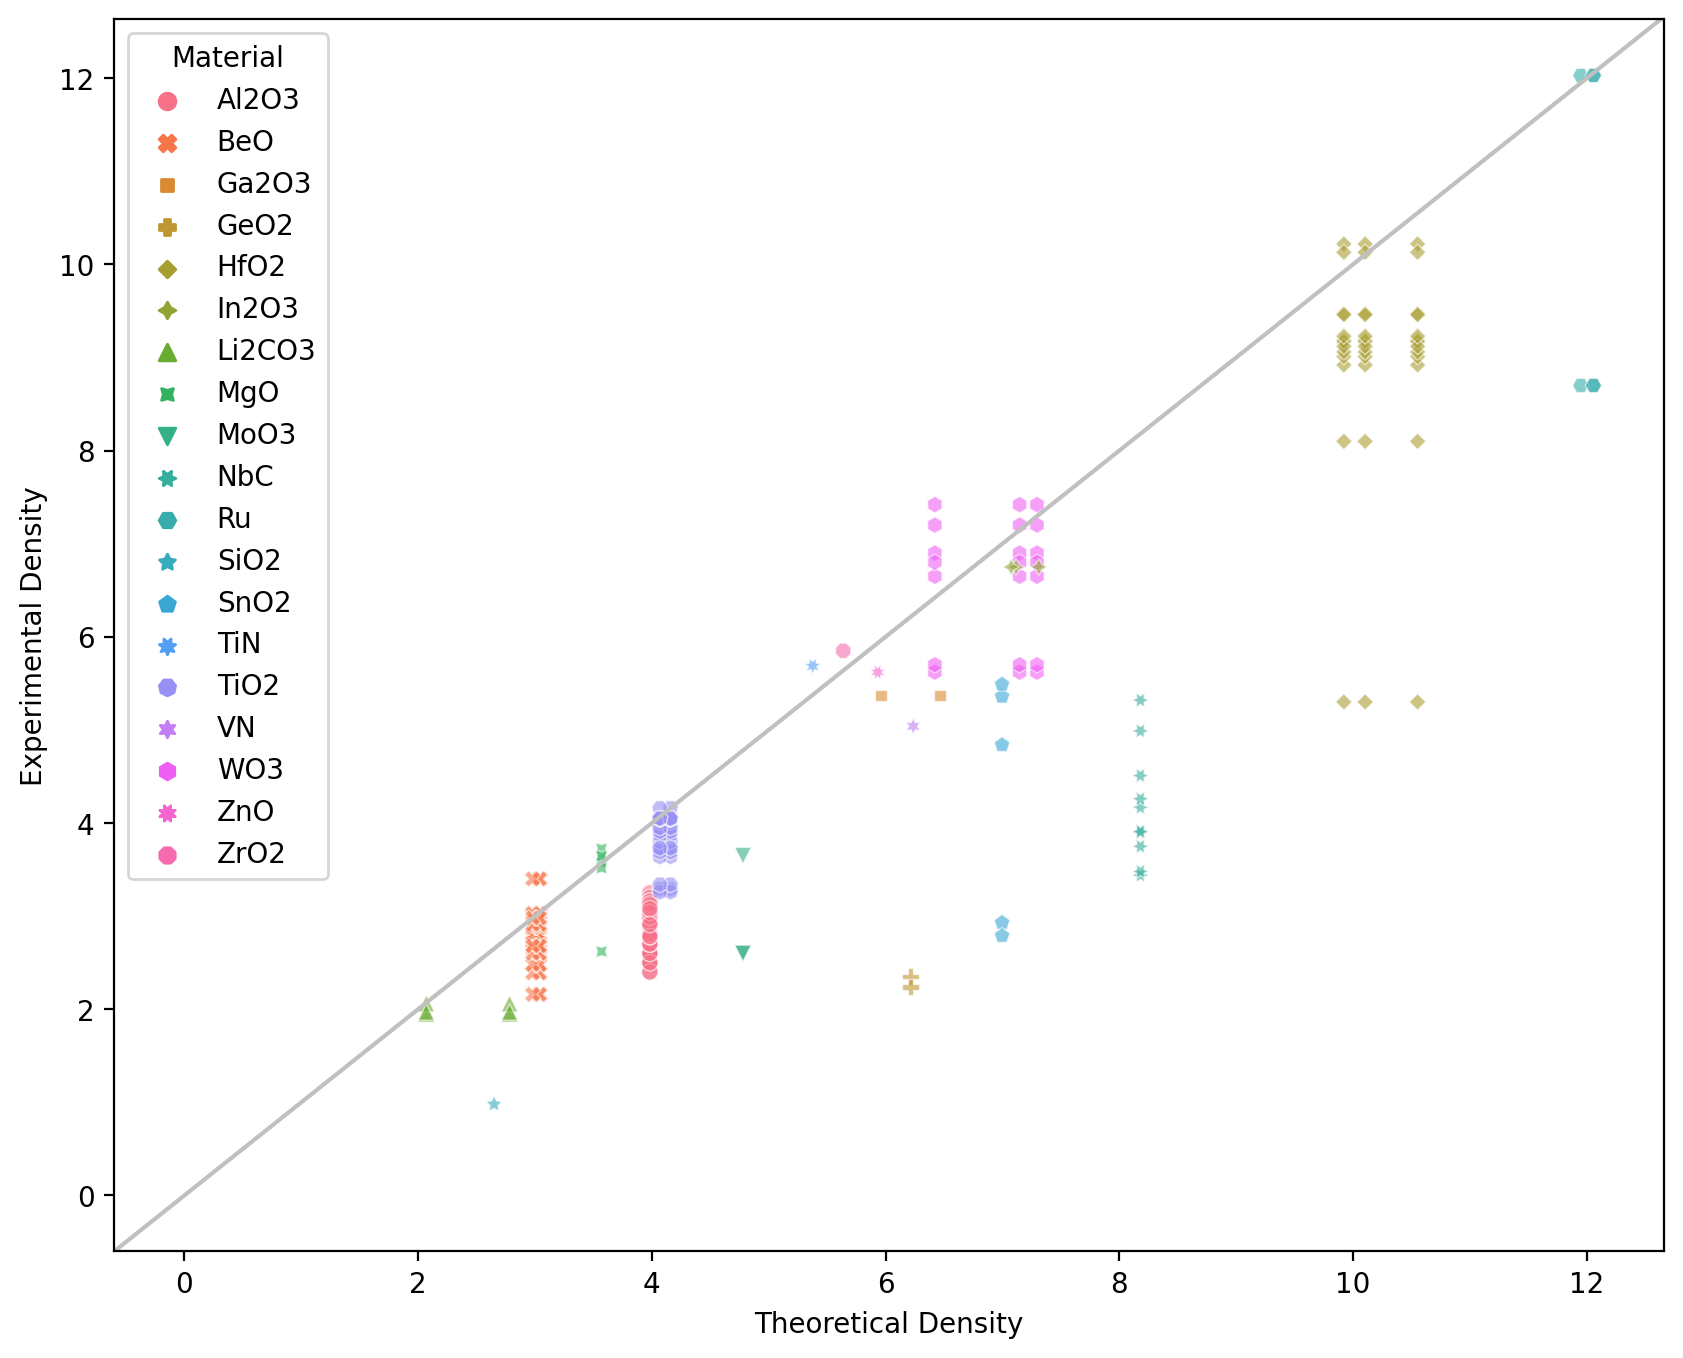 Material
Al2O3
BeO
Ga2O3
GeO2
HfO2
In2O3
Li2CO3
MgO
MoO3
NbC
Ru
SiO2
SnO2
TiN
TiO2
VN
WO3
ZnO
ZrO2
12
10
8
6
4
2
0
Experimental Density
0 2 4 6 8 10 12
Theoretical Density